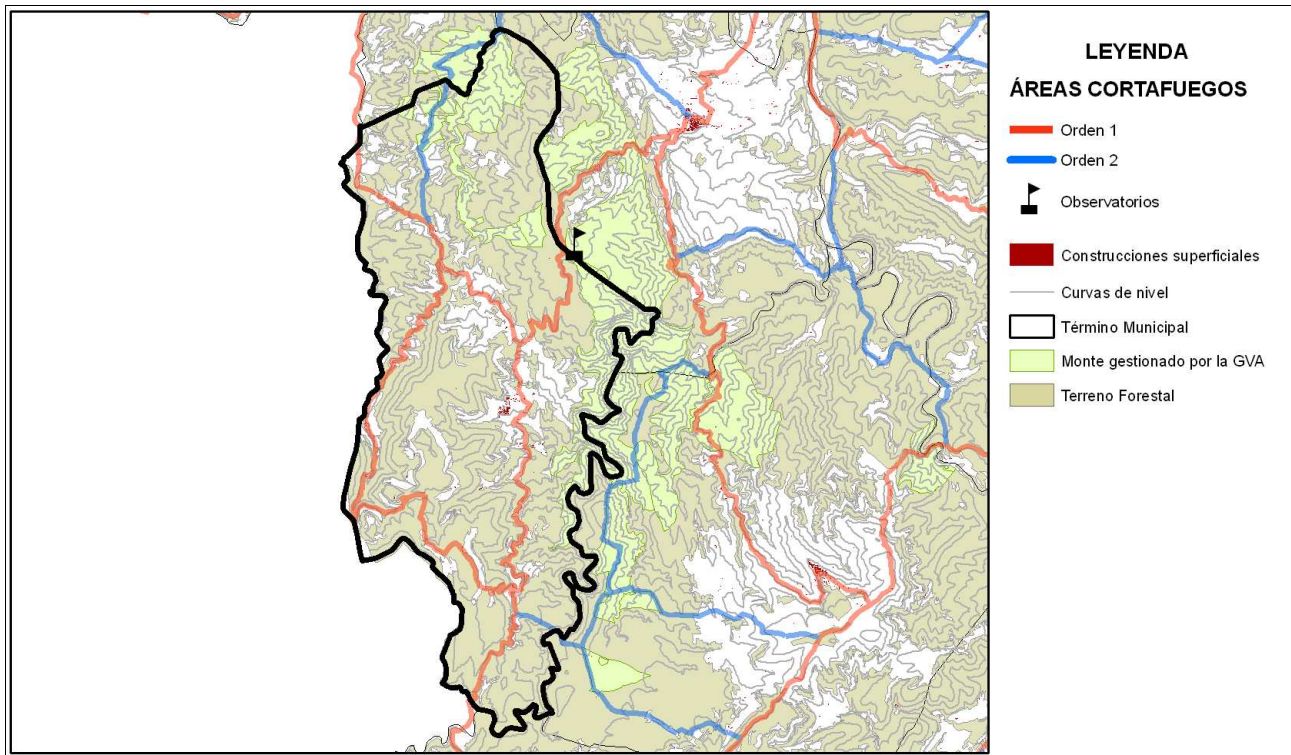 LEYENDA
ÁREAS CORTAFUEGOS
Orden 1
Orden 2
Observatorios
Construcciones superficiales
Curvas de nivel
Término Municipal
Monte gestionado por la GVA
Terreno Forestal